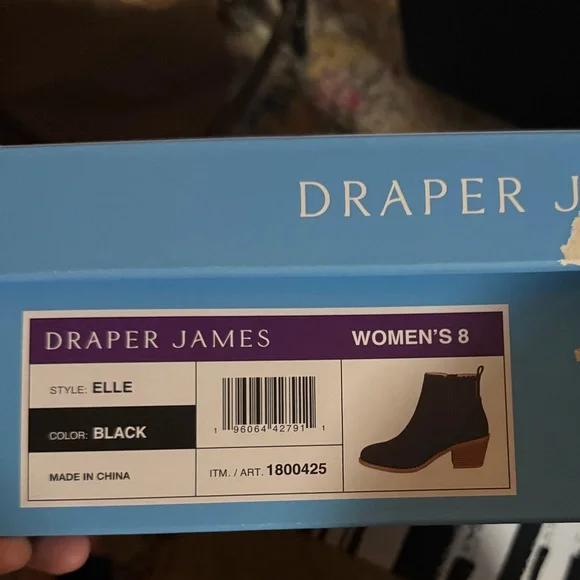 DRAPER J
DRAPER JAMES WOMEN'S 8
STYLE: ELLE
COLOR: BLACK
MADE IN CHINA
1 96064 42791 1
ITM. / ART. 1800425